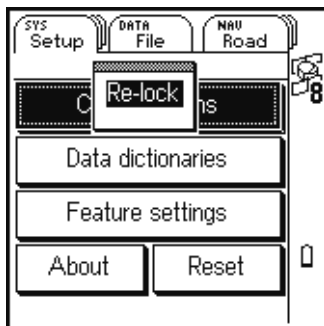 SYS DATA NAV
Setup File Road
Re-lock
C ns
8
Data dictionaries
Feature settings
About Reset